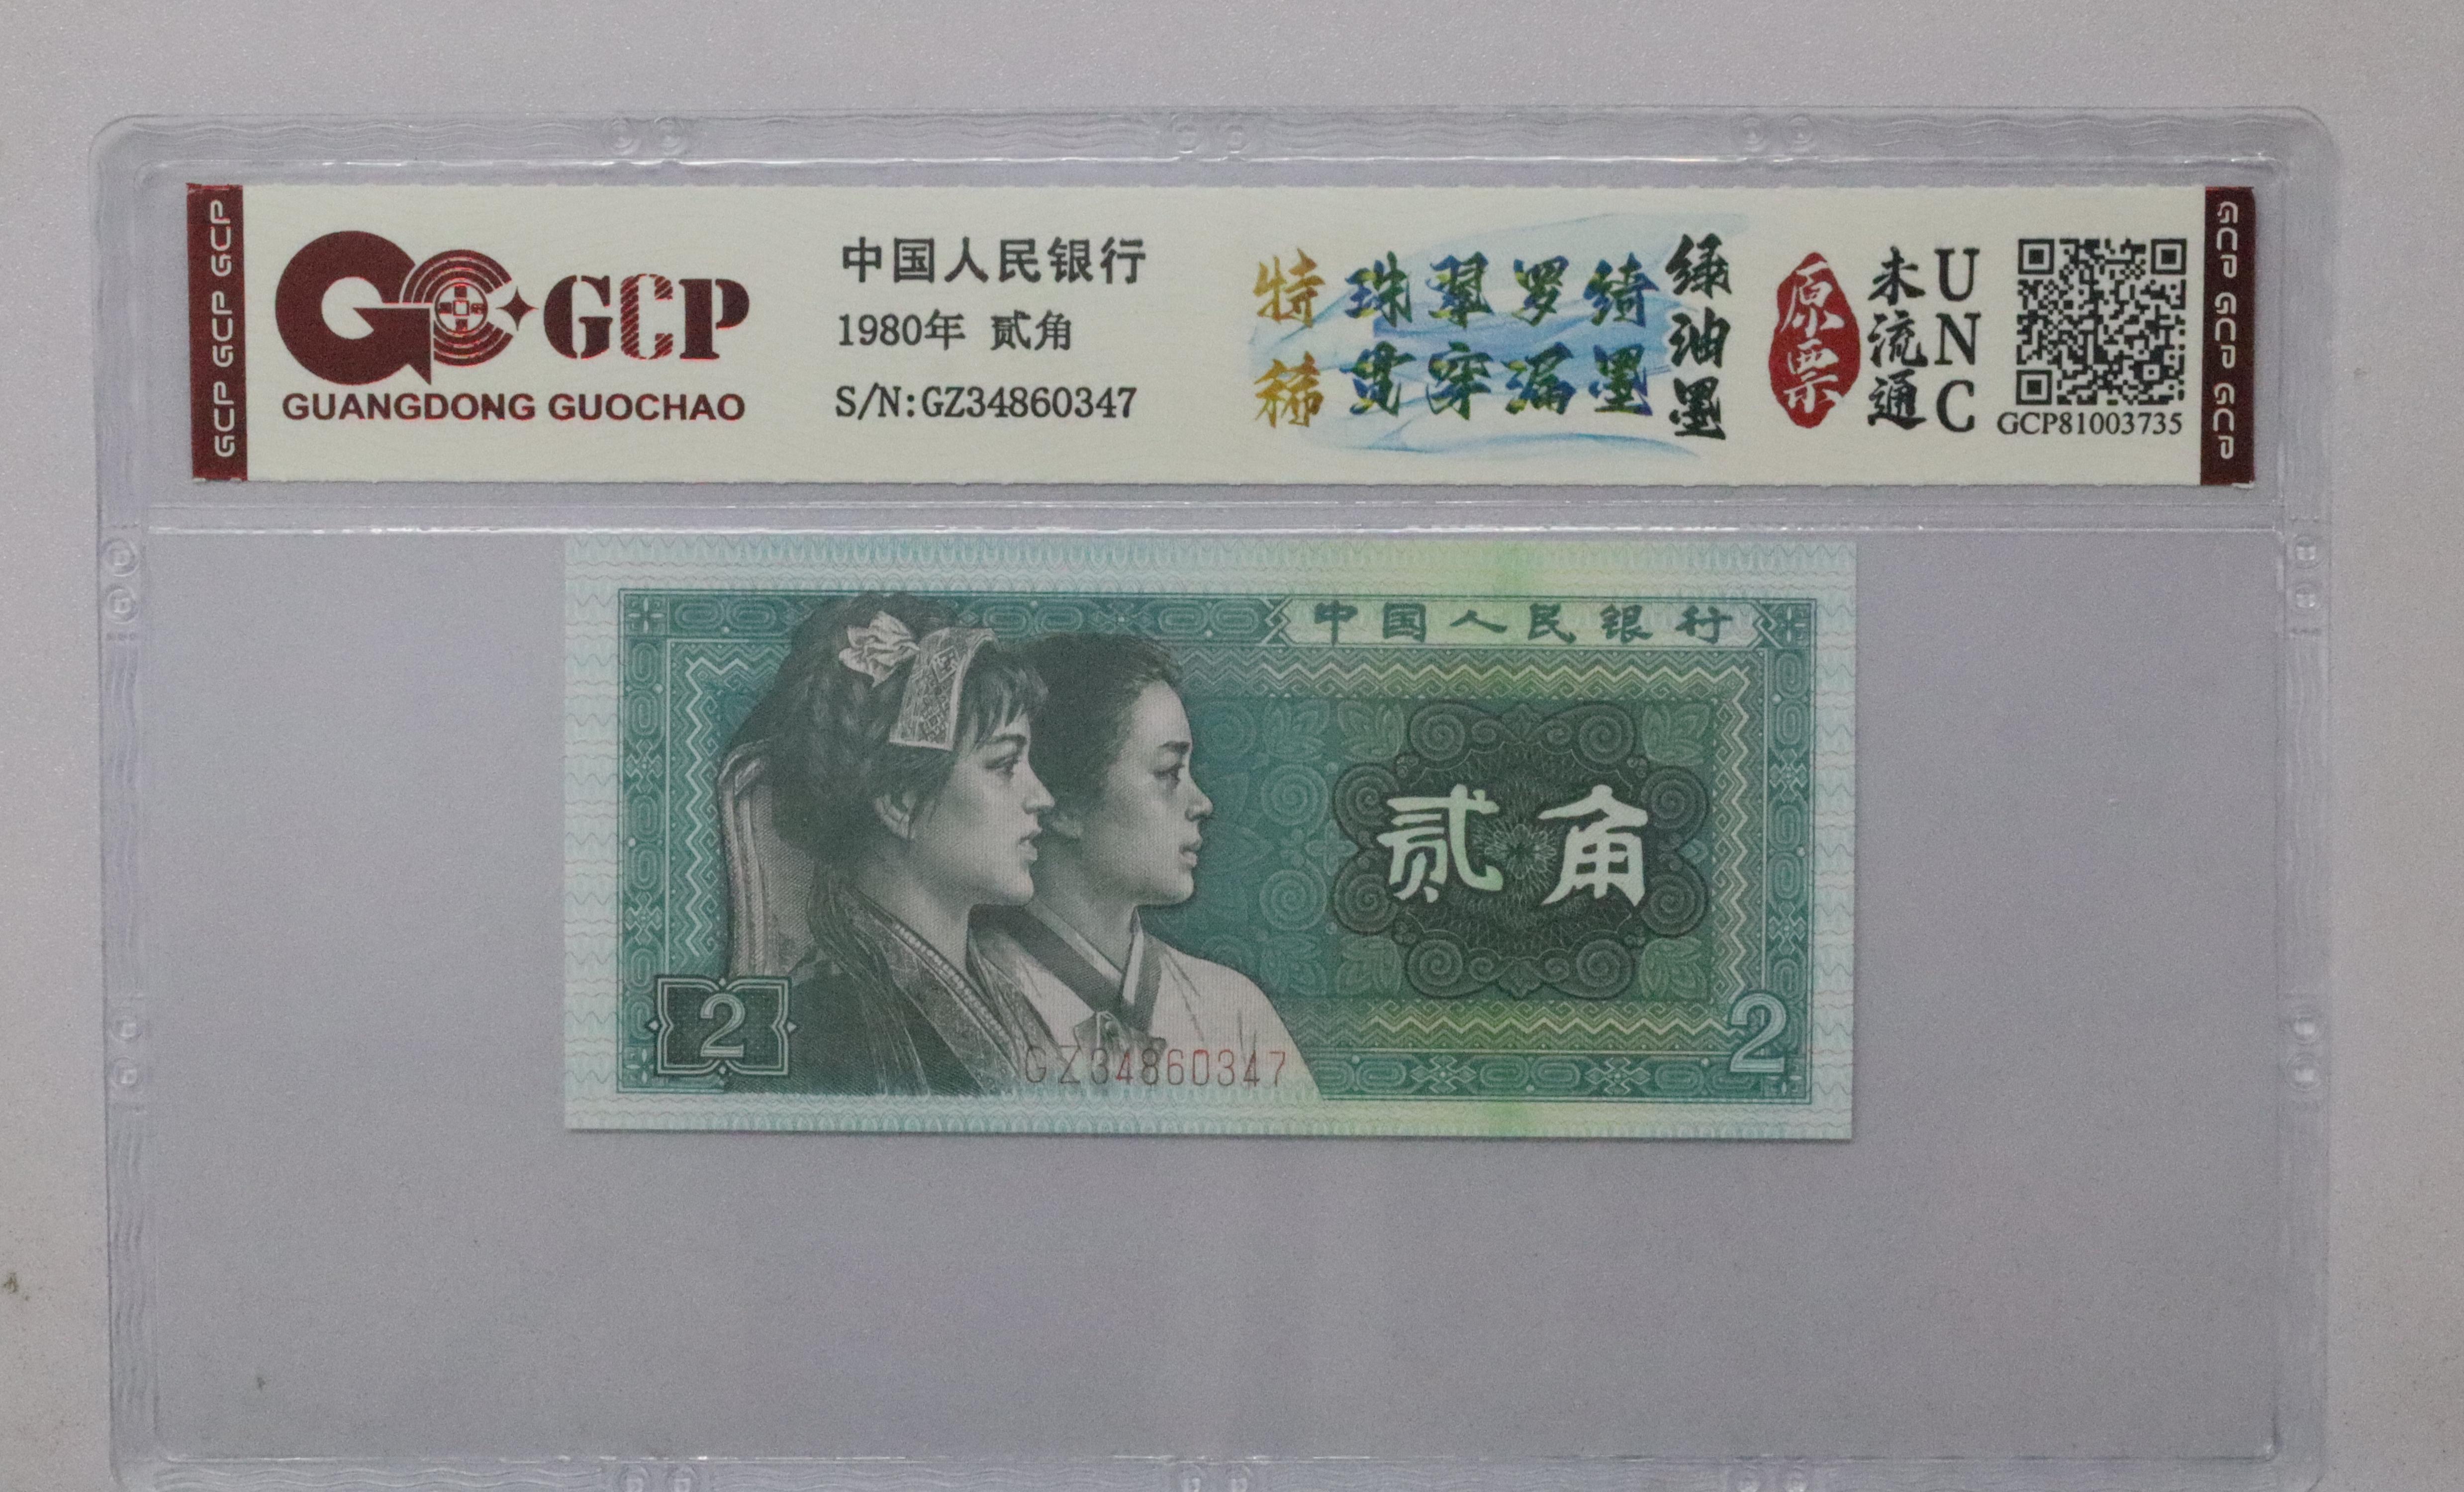 GCP GCP GCP
GCP
GUANGDONG GUOCHAO
中国人民银行
1980年 贰角
S/N:GZ34860347
特稀
珠翠罗绮
贯穿漏墨
绿油墨
原票
未流通
UNC
GCP81003735
GCP GCP GCP
中国人民银行
贰角
2
GZ34860347
2